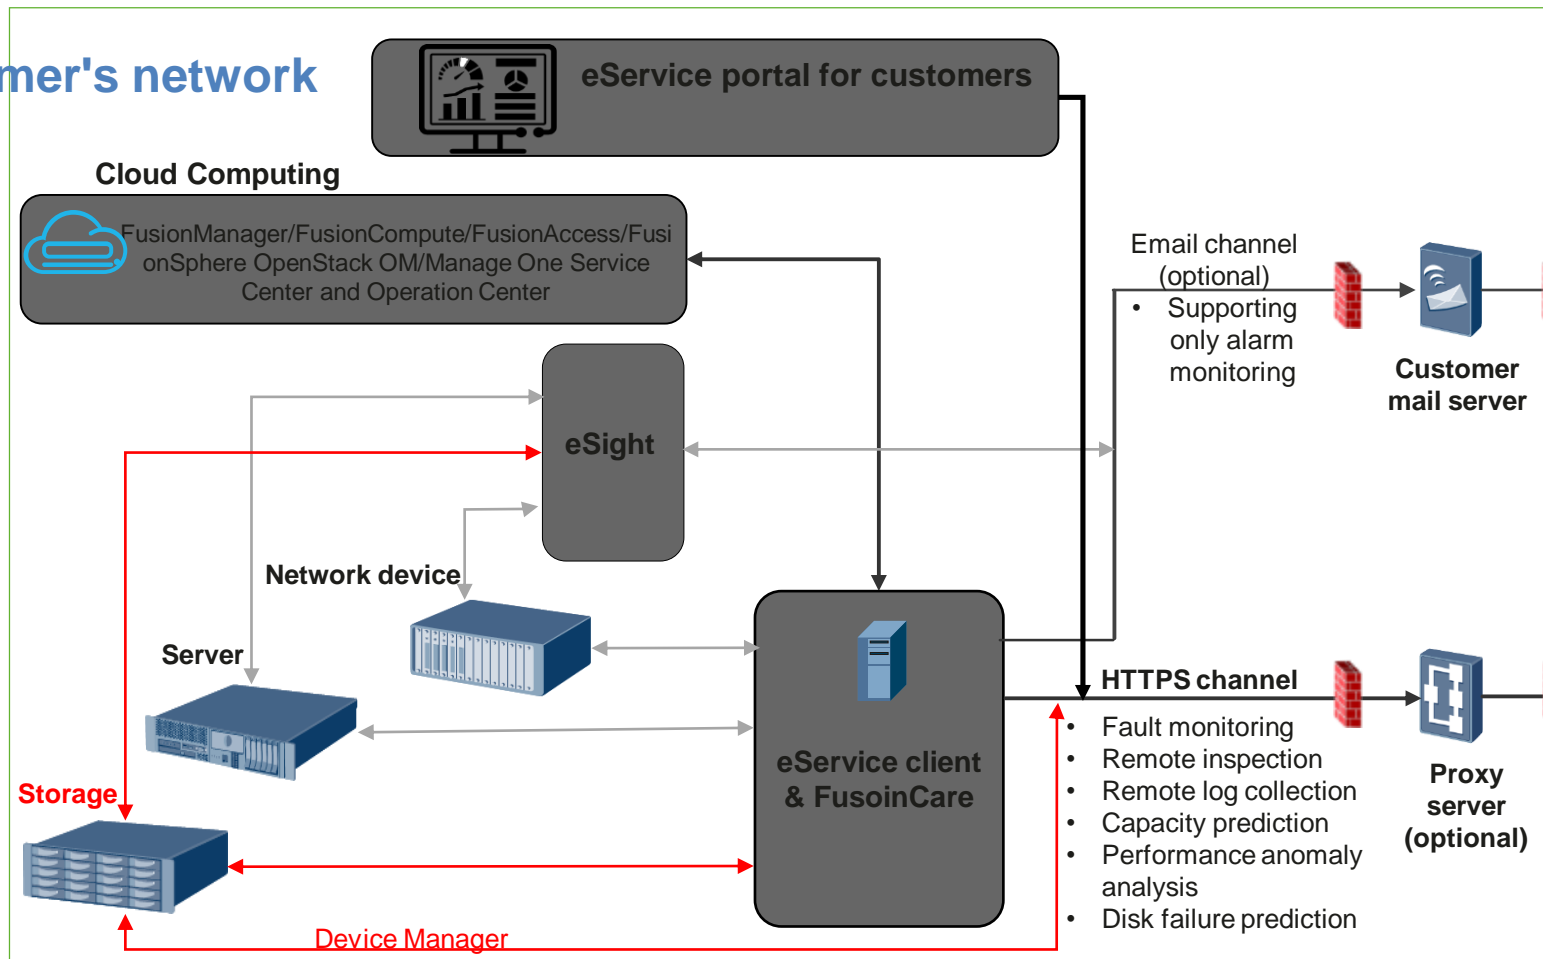 mer's network
eService portal for customers
Cloud Computing
FusionManager/FusionCompute/FusionAccess/Fusi
onSphere OpenStack OM/Manage One Service
Center and Operation Center
Email channel
(optional)
• Supporting
only alarm
monitoring
Customer
mail server
eSight
Network device
Server
Storage
eService client
& FusoinCare
HTTPS channel
• Fault monitoring
• Remote inspection
• Remote log collection
• Capacity prediction
• Performance anomaly
analysis
• Disk failure prediction
Proxy
server
(optional)
Device Manager